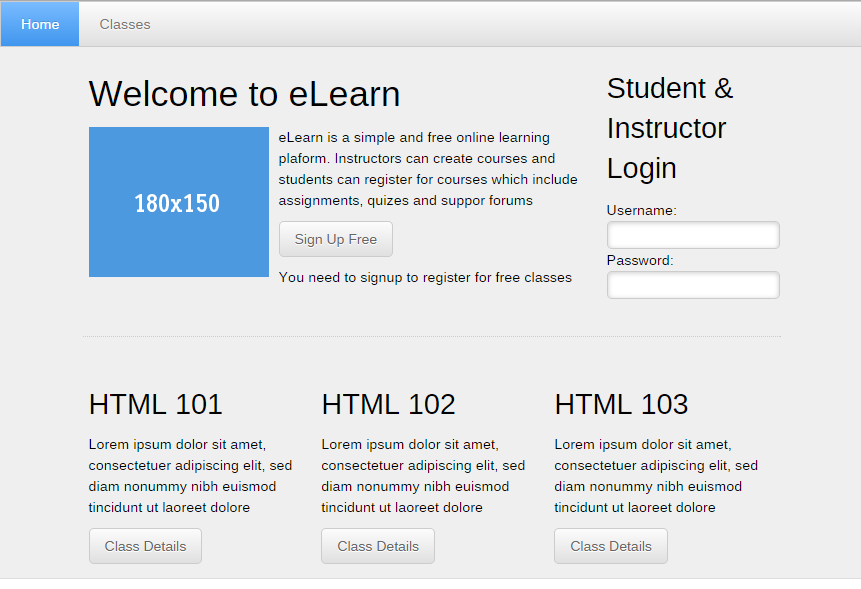 Home
Classes
Welcome to eLearn
180x150
eLearn is a simple and free online learning
plaform. Instructors can create courses and
students can register for courses which include
assignments, quizes and suppor forums
Sign Up Free
You need to signup to register for free classes
Student &
Instructor
Login
Username:
Password:
HTML 101
Lorem ipsum dolor sit amet,
consectetuer adipiscing elit, sed
diam nonummy nibh euismod
tincidunt ut laoreet dolore
Class Details
HTML 102
Lorem ipsum dolor sit amet,
consectetuer adipiscing elit, sed
diam nonummy nibh euismod
tincidunt ut laoreet dolore
Class Details
HTML 103
Lorem ipsum dolor sit amet,
consectetuer adipiscing elit, sed
diam nonummy nibh euismod
tincidunt ut laoreet dolore
Class Details